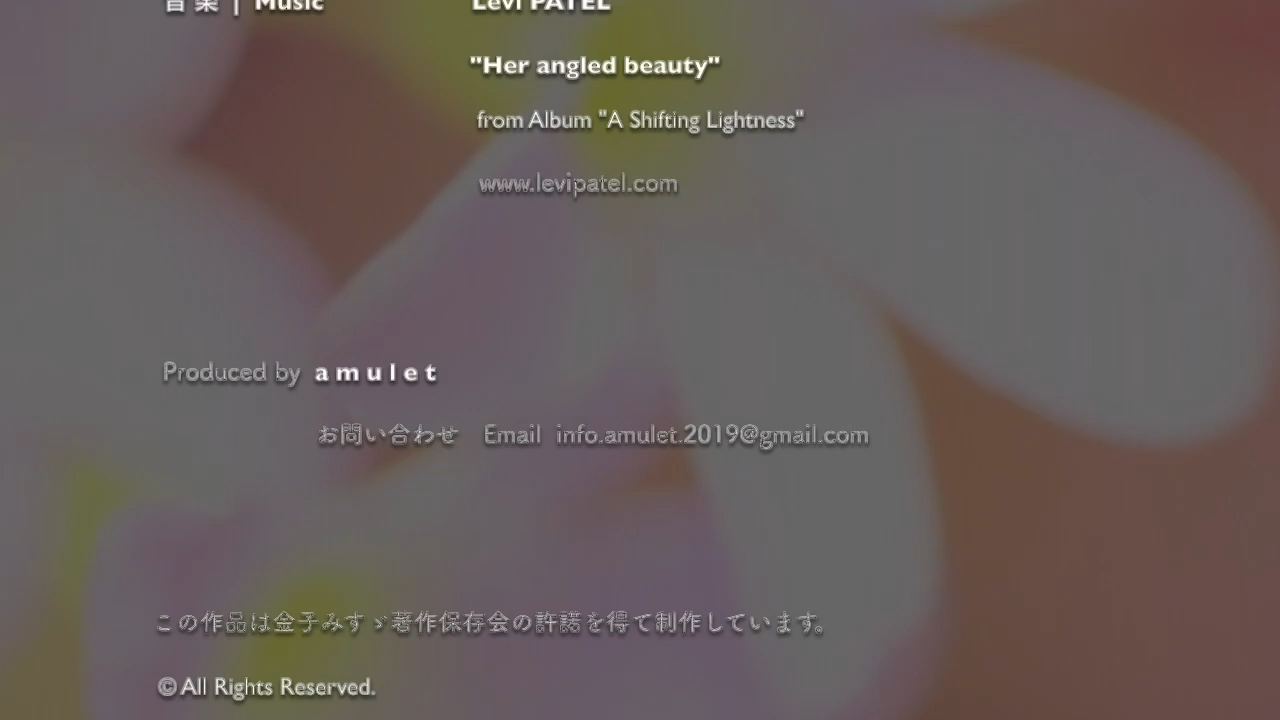 音 楽 | Music Levi PATEL
"Her angled beauty"
from Album "A Shifting Lightness"
www.levipatel.com
Produced by amulet
お問い合わせ Email info.amulet.2019@gmail.com
この作品は金子みすゞ著作保存会の許諾を得て制作しています。
© All Rights Reserved.